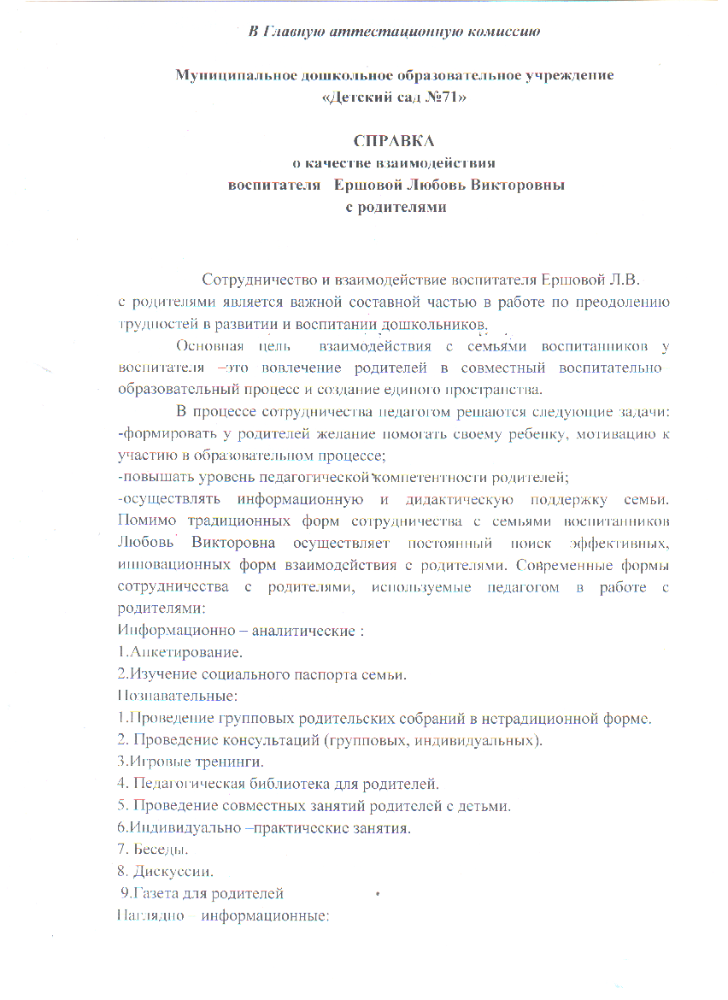 В Главную аттестационную комиссию
Муниципальное дошкольное образовательное учреждение
«Детский сад №71»
СПРАВКА
о качестве взаимодействия
воспитателя Ершовой Любовь Викторовны
с родителями
Сотрудничество и взаимодействие воспитателя Ершовой Л.В.
с родителями является важной составной частью в работе по преодолению
трудностей в развитии и воспитании дошкольников.
Основная цель взаимодействия с семьями воспитанников у
воспитателя –это вовлечение родителей в совместный воспитательно -
образовательный процесс и создание единого пространства.
В процессе сотрудничества педагогом решаются следующие задачи:
-формировать у родителей желание помогать своему ребенку, мотивацию к
участию в образовательном процессе;
-повышать уровень педагогической компетентности родителей;
-осуществлять информационную и дидактическую поддержку семьи.
Помимо традиционных форм сотрудничества с семьями воспитанников
Любовь Викторовна осуществляет постоянный поиск эффективных,
инновационных форм взаимодействия с родителями. Современные формы
сотрудничества с родителями, используемые педагогом в работе с
родителями:
Информационно – аналитические :
1.Анкетирование.
2.Изучение социального паспорта семьи.
Познавательные:
1.Проведение групповых родительских собраний в нетрадиционной форме.
2. Проведение консультаций (групповых, индивидуальных).
3.Игровые тренинги.
4. Педагогическая библиотека для родителей.
5. Проведение совместных занятий родителей с детьми.
6.Индивидуально –практические занятия.
7. Беседы.
8. Дискуссии.
9.Газета для родителей
Наглядно – информационные: